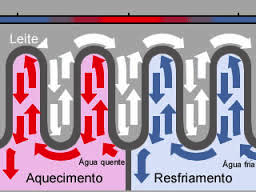 Leite
Água quente
Água fria
Aquecimento
Resfriamento